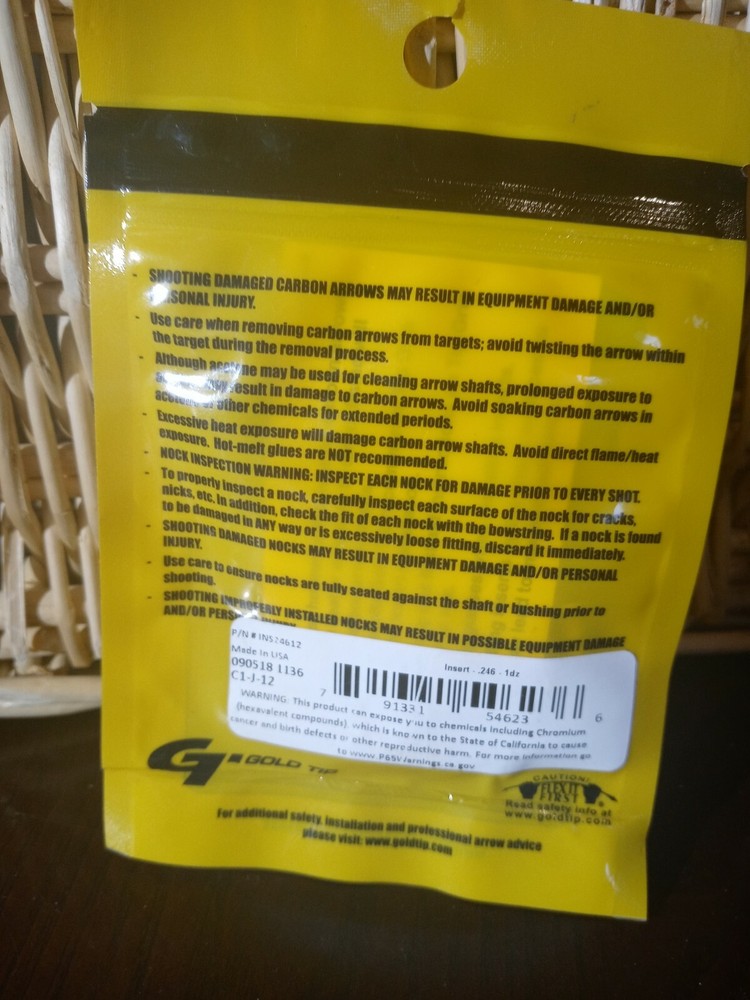 - SHOOTING DAMAGED CARBON ARROWS MAY RESULT IN EQUIPMENT DAMAGE AND/OR
PERSONAL INJURY.
- Use care when removing carbon arrows from targets; avoid twisting the arrow within
the target during the removal process.
- Although acetone may be used for cleaning arrow shafts, prolonged exposure to
result in damage to carbon arrows. Avoid soaking carbon arrows in
acetone or other chemicals for extended periods.
- Excessive heat exposure will damage carbon arrow shafts. Avoid direct flame/heat
exposure. Hot-melt glues are NOT recommended.
- NOCK INSPECTION WARNING: INSPECT EACH NOCK FOR DAMAGE PRIOR TO EVERY SHOT.
- To properly inspect a nock, carefully inspect each surface of the nock for cracks,
nicks, etc. In addition, check the fit of each nock with the bowstring. If a nock is found
to be damaged in ANY way or is excessively loose fitting, discard it immediately.
- SHOOTING DAMAGED NOCKS MAY RESULT IN EQUIPMENT DAMAGE AND/OR PERSONAL
INJURY.
- Use care to ensure nocks are fully seated against the shaft or bushing prior to
shooting.
- SHOOTING IMPROPERLY INSTALLED NOCKS MAY RESULT IN POSSIBLE EQUIPMENT DAMAGE
AND/OR PERSONAL INJURY
P/N # INS24612
Made In USA
090518 1136
C1-J-12
Insert - .246 - 1dz
7 91331 54623 6
WARNING: This product can expose you to chemicals including Chromium
(hexavalent compounds), which is known to the State of California to cause
cancer and birth defects or other reproductive harm. For more information go
to www.P65Warnings.ca.gov
GT GOLD TIP
CAUTION!
FLEX IT
FIRST
Read safety info at
www.goldtip.com
For additional safety, installation and professional arrow advice
please visit: www.goldtip.com